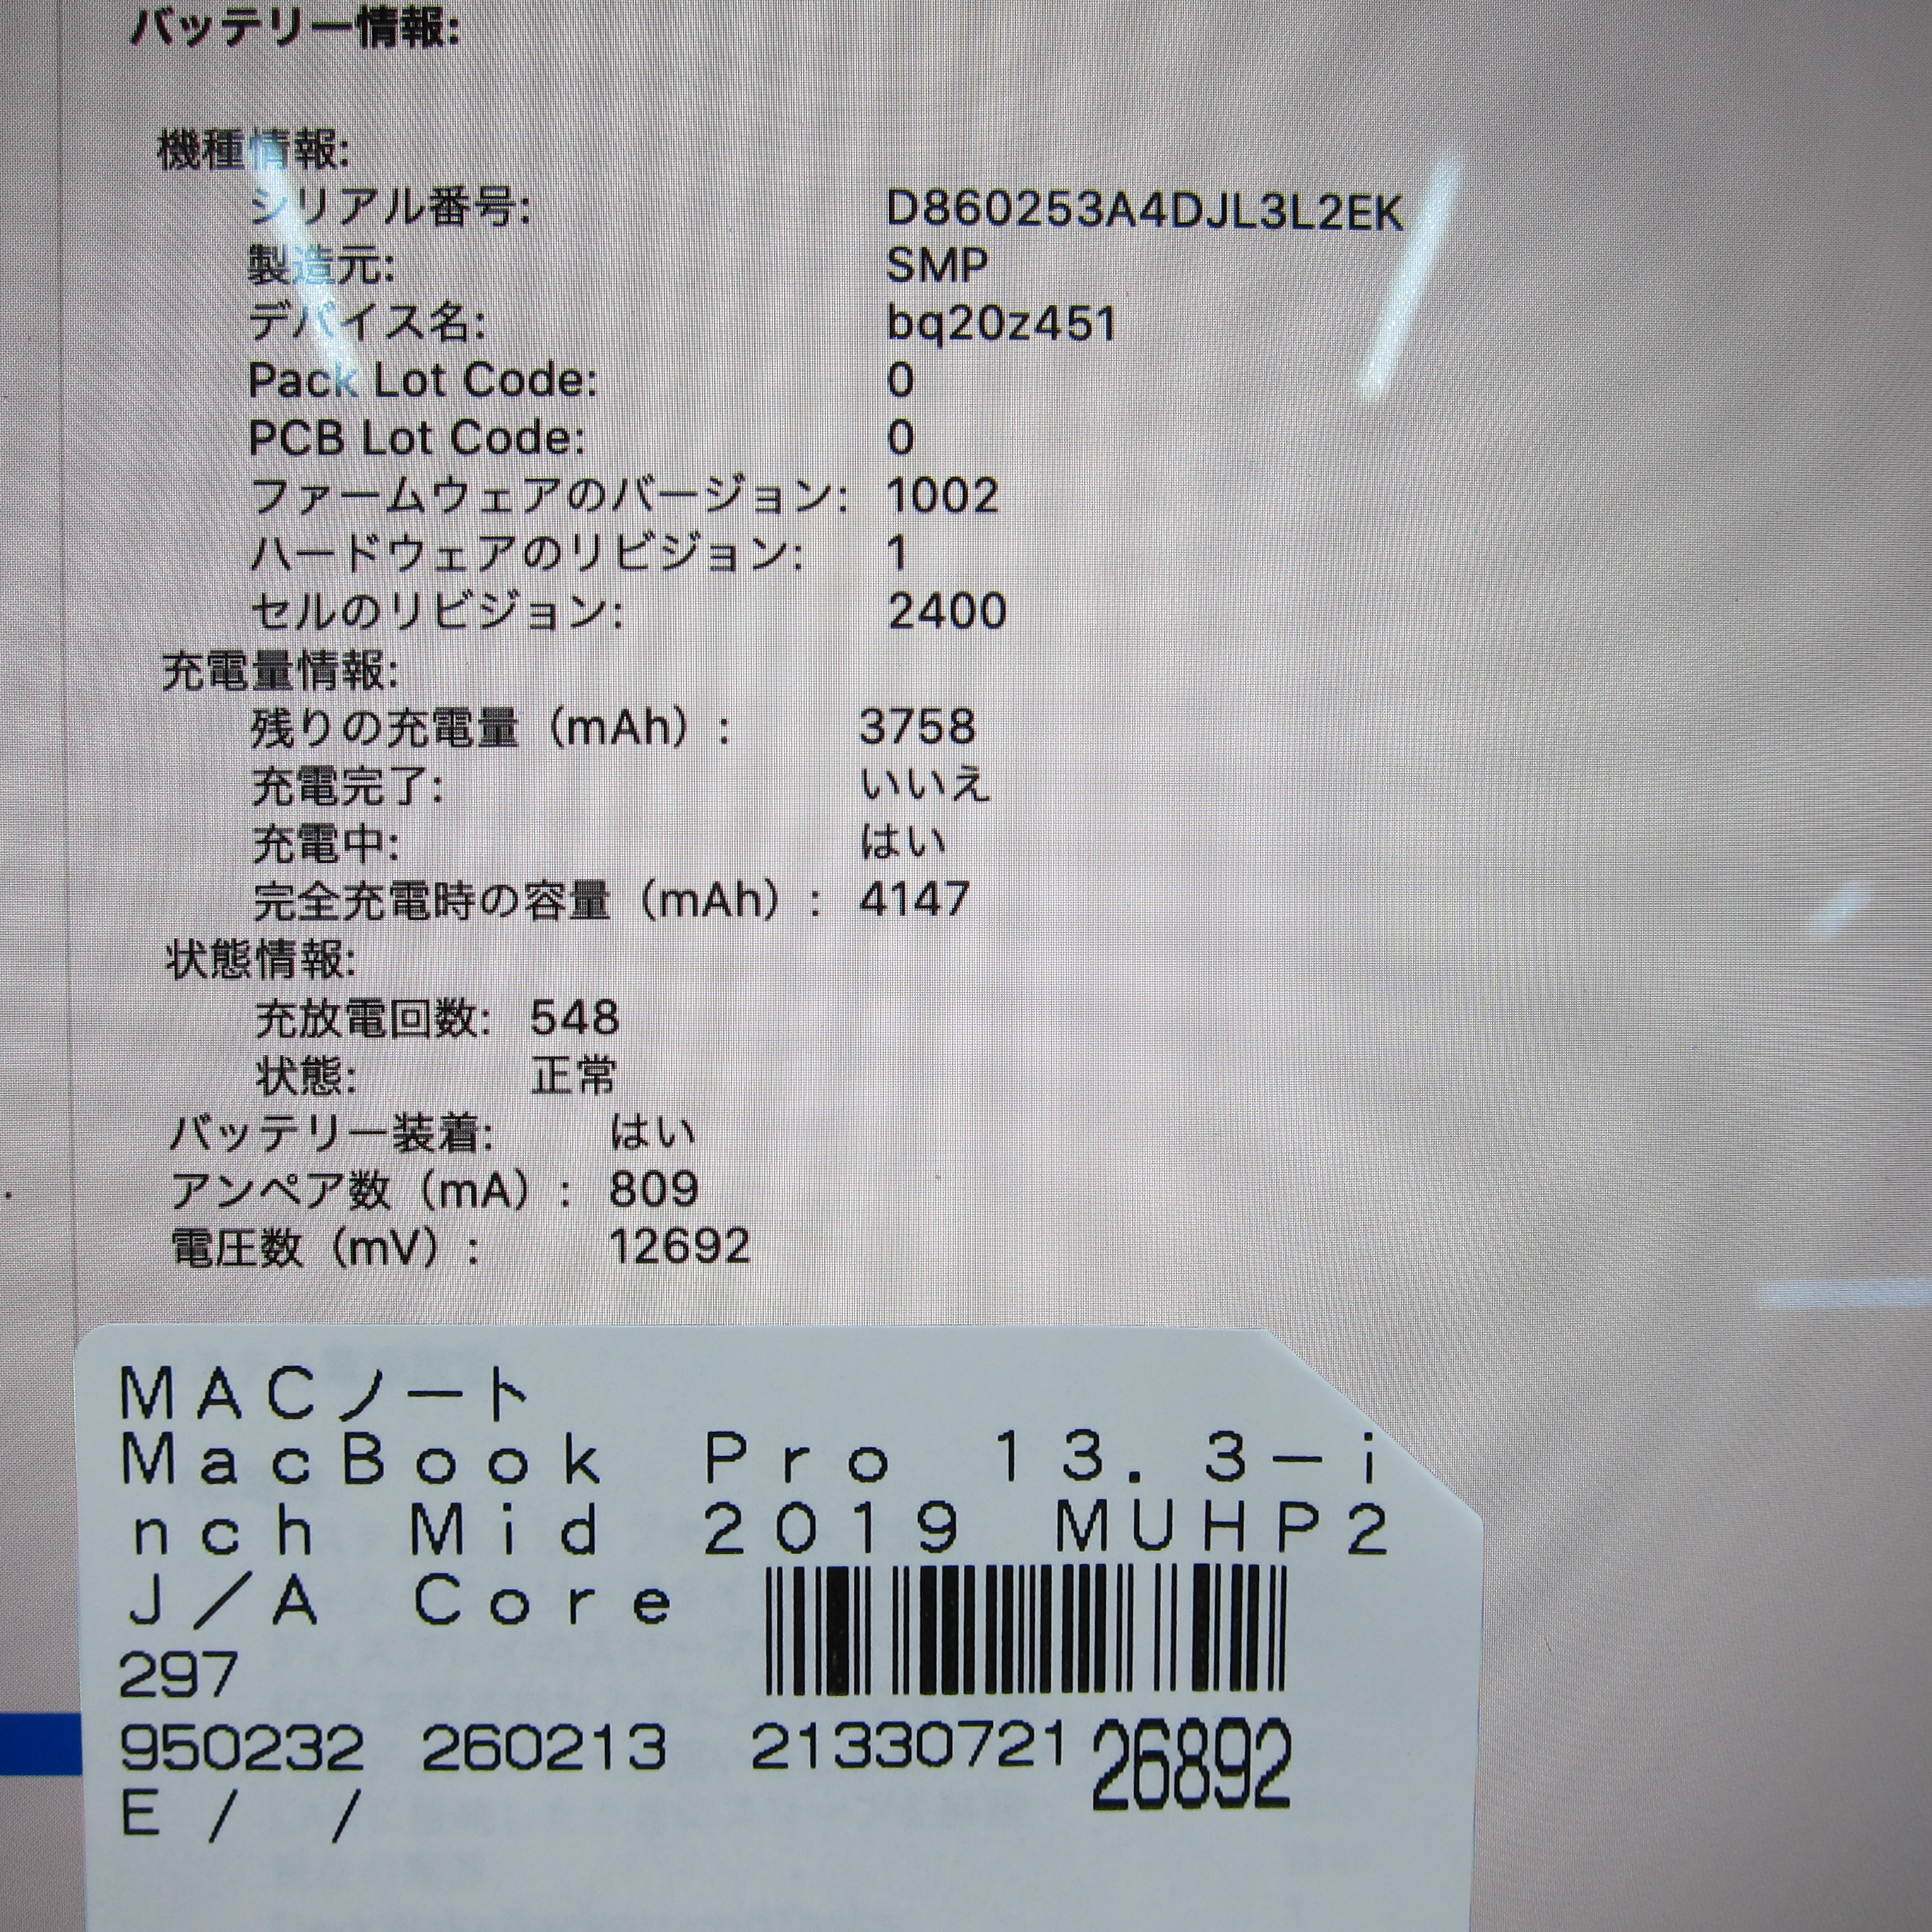 バッテリー情報:
機種情報:
シリアル番号: D860253A4DJL3L2EK
製造元: SMP
デバイス名: bq20z451
Pack Lot Code: 0
PCB Lot Code: 0
ファームウェアのバージョン: 1002
ハードウェアのリビジョン: 1
セルのリビジョン: 2400
充電量情報:
残りの充電量（mAh）: 3758
充電完了: いいえ
充電中: はい
完全充電時の容量（mAh）: 4147
状態情報:
充放電回数: 548
状態: 正常
バッテリー装着: はい
アンペア数（mA）: 809
電圧数（mV）: 12692
MACノート
MacBook Pro 13.3-i
nch Mid 2019 MUHP2
J/A Core
297
950232 260213 21330721 26892
E / /